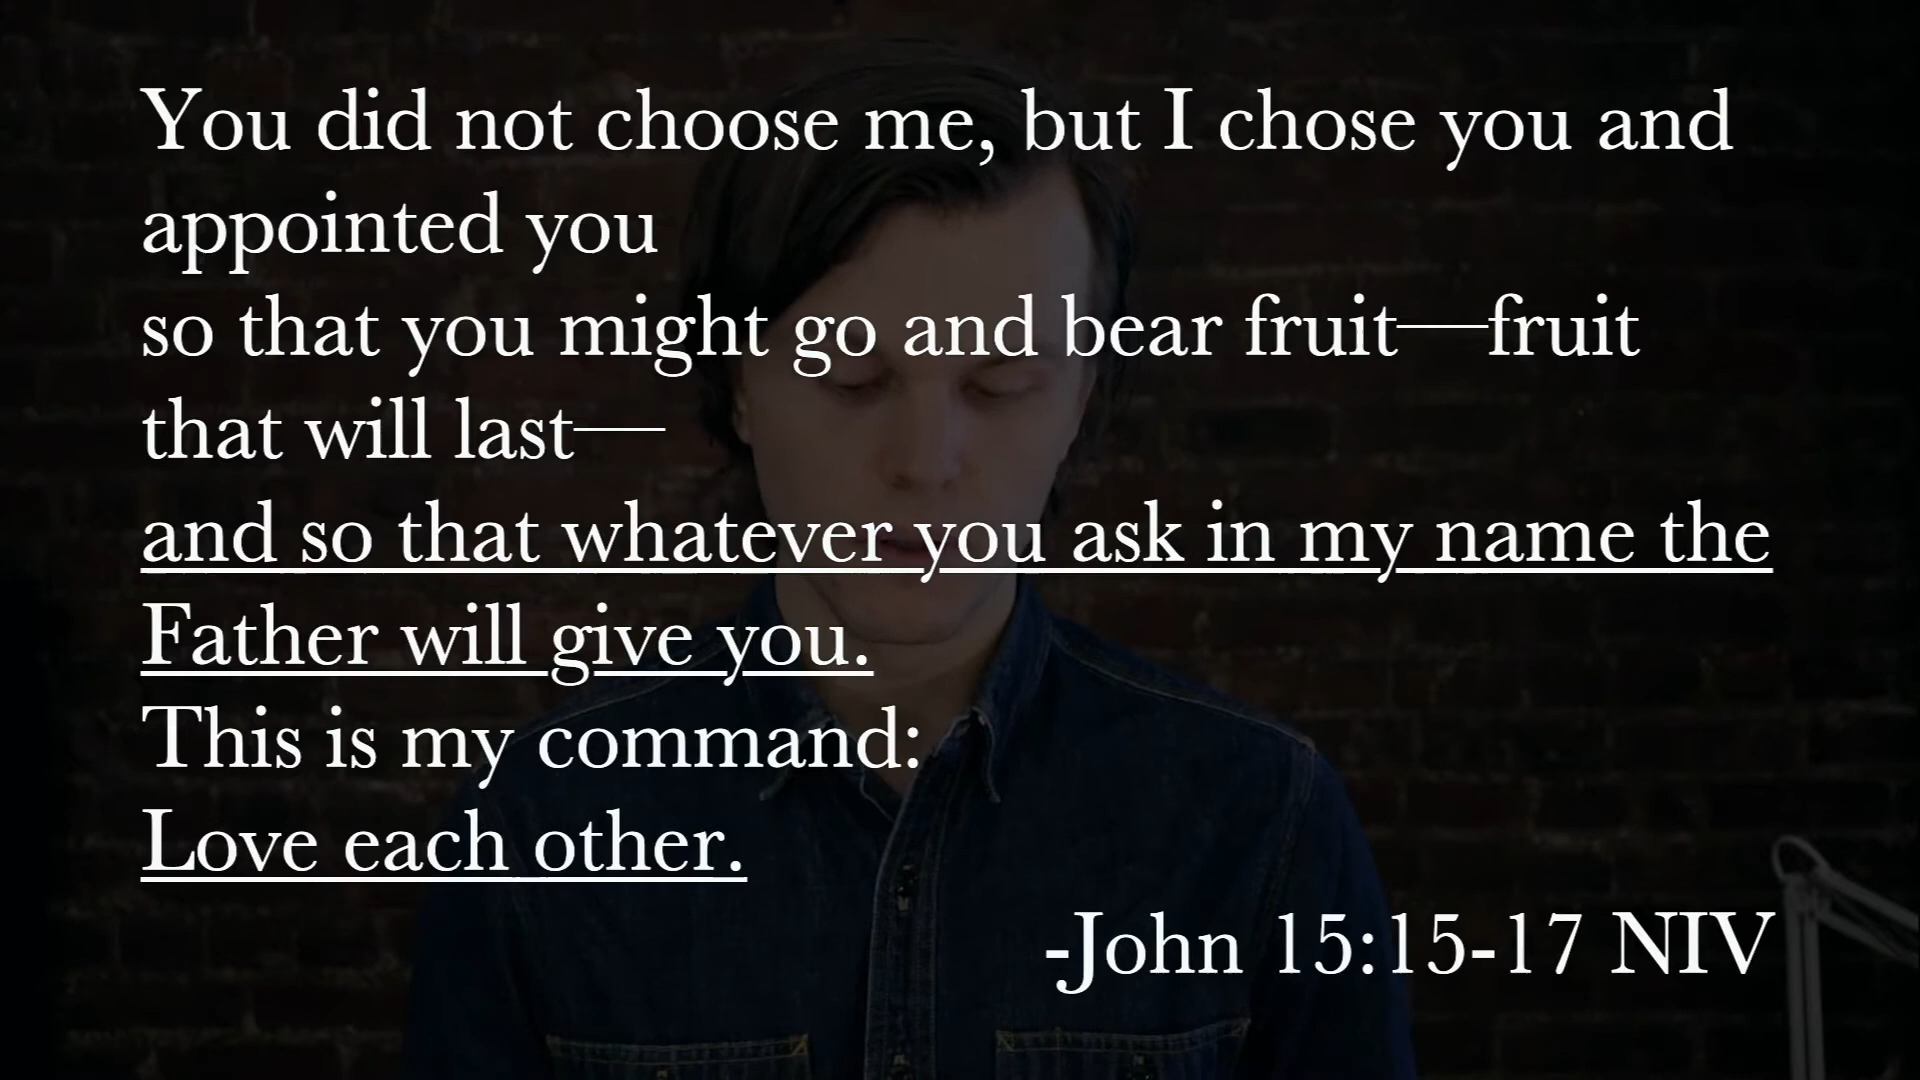 You did not choose me, but I chose you and
appointed you
so that you might go and bear fruit—fruit
that will last—
and so that whatever you ask in my name the
Father will give you.
This is my command:
Love each other.
-John 15:15-17 NIV